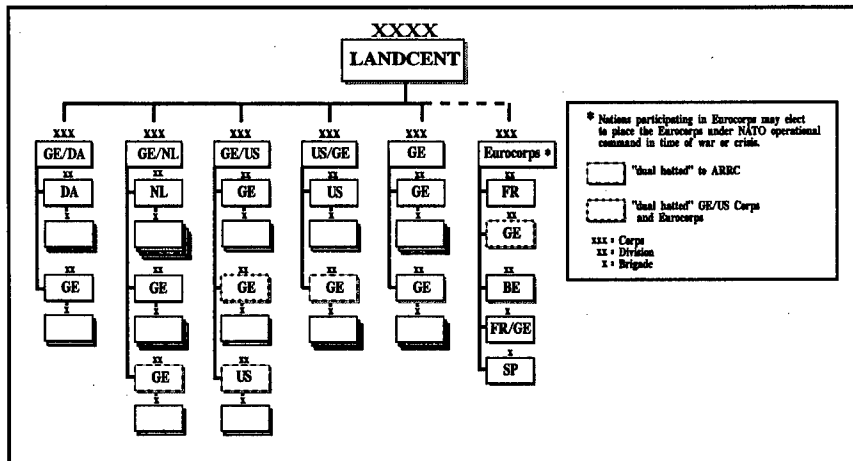 XXXX
LANDCENT
xxx
GE/DA
xx
DA
x
xx
GE
x
xxx
GE/NL
xx
NL
x
xx
GE
x
xx
GE
x
xxx
GE/US
xx
GE
x
xx
GE
x
xx
US
x
xxx
US/GE
xx
US
x
xx
GE
x
xxx
GE
xx
GE
x
xx
GE
x
xxx
Eurocorps *
xx
FR
xx
GE
xx
BE
x
FR/GE
x
SP
* Nations participating in Eurocorps may elect
to place the Eurocorps under NATO operational
command in time of war or crisis.
"dual hatted" to ARRC
"dual hatted" GE/US Corps
and Eurocorps
xxx = Corps
xx = Division
x = Brigade